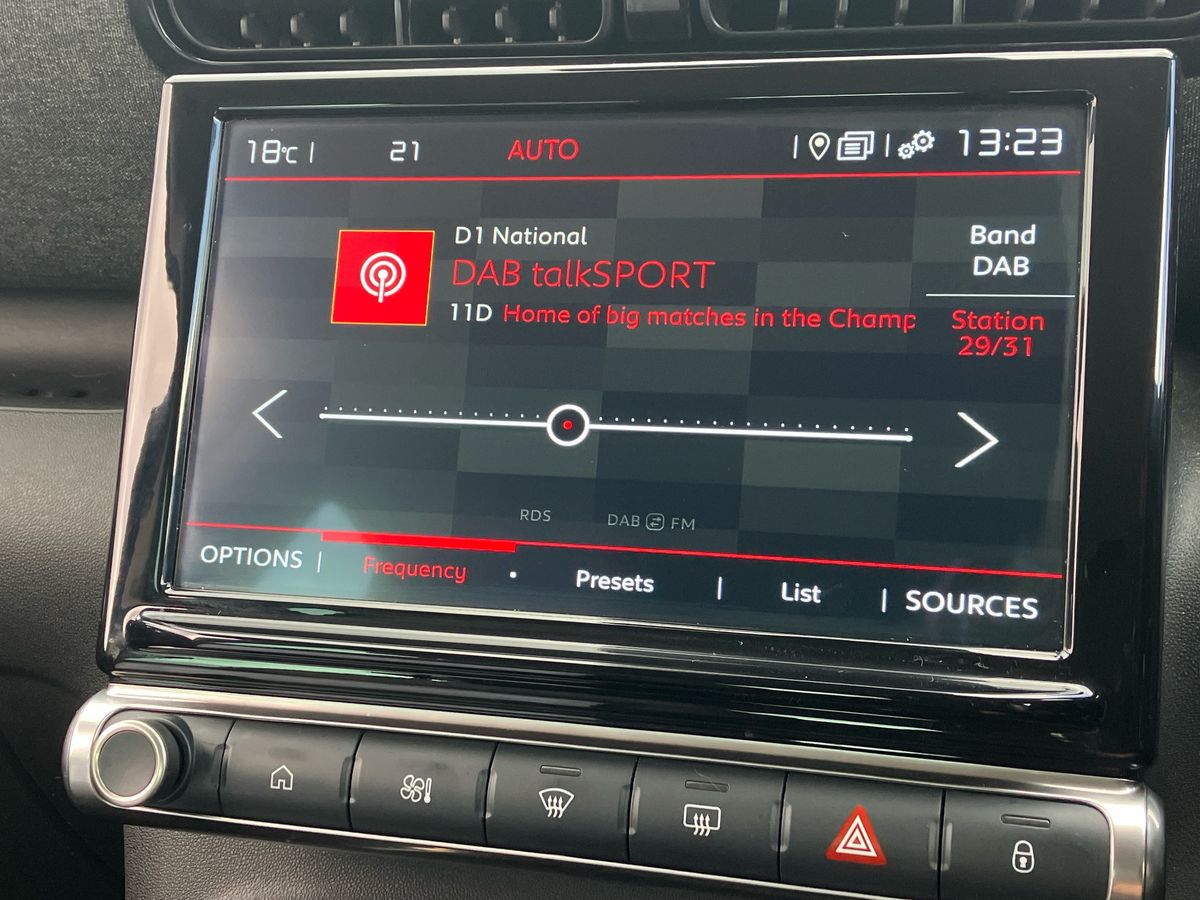 18°C | 21 AUTO 13:23
D1 National
DAB talkSPORT
11D Home of big matches in the Champ
Band
DAB
Station
29/31
RDS DAB FM
OPTIONS | Frequency Presets | List | SOURCES